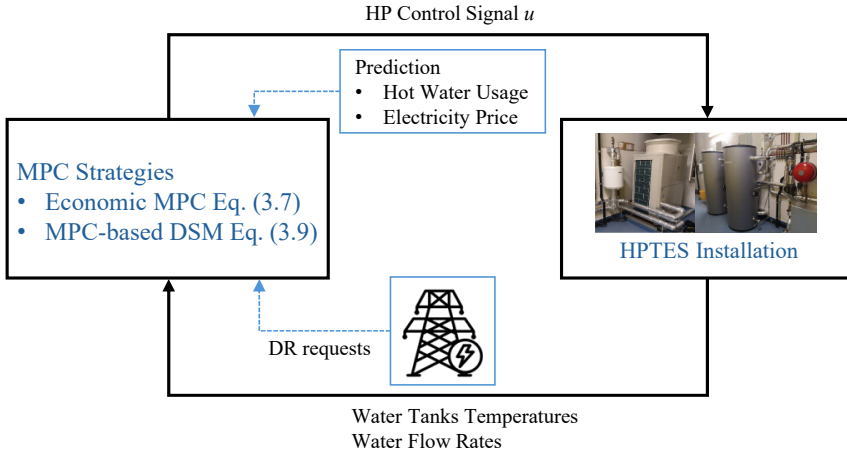 HP Control Signal u
Prediction
• Hot Water Usage
• Electricity Price
MPC Strategies
• Economic MPC Eq. (3.7)
• MPC-based DSM Eq. (3.9)
HPTES Installation
DR requests
Water Tanks Temperatures
Water Flow Rates